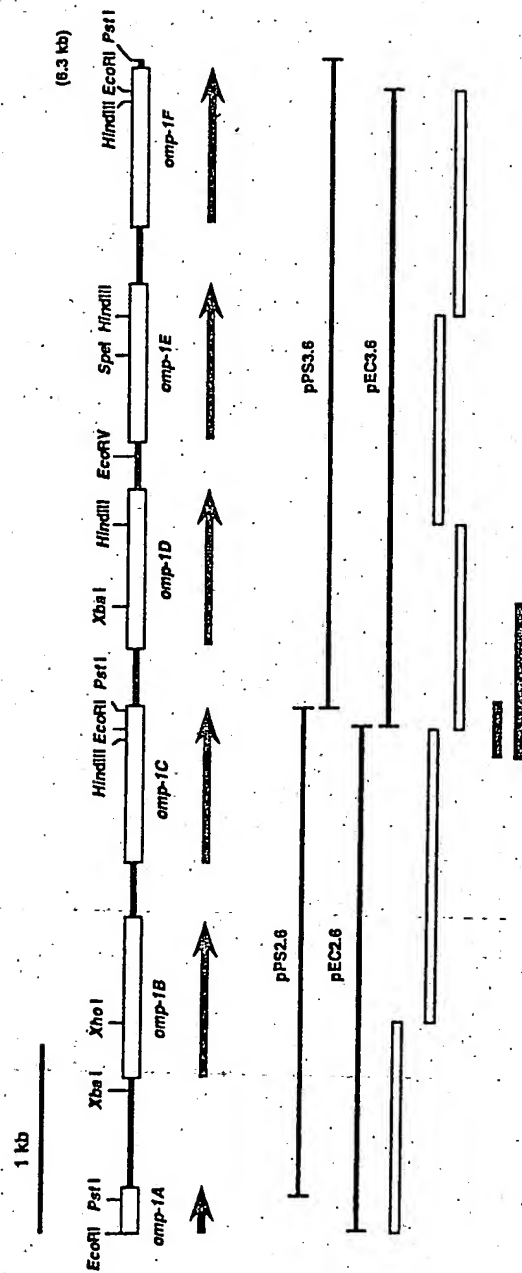 1 kb
(6.3 kb)
EcoRI PstI XbaI XhoI HindIII EcoRI PstI XbaI HindIII EcoRV SpeI HindIII HindIII EcoRI PstI
omp-1A omp-1B omp-1C omp-1D omp-1E omp-1F
pPS2.6 pPS3.6
pEC2.6 pEC3.6